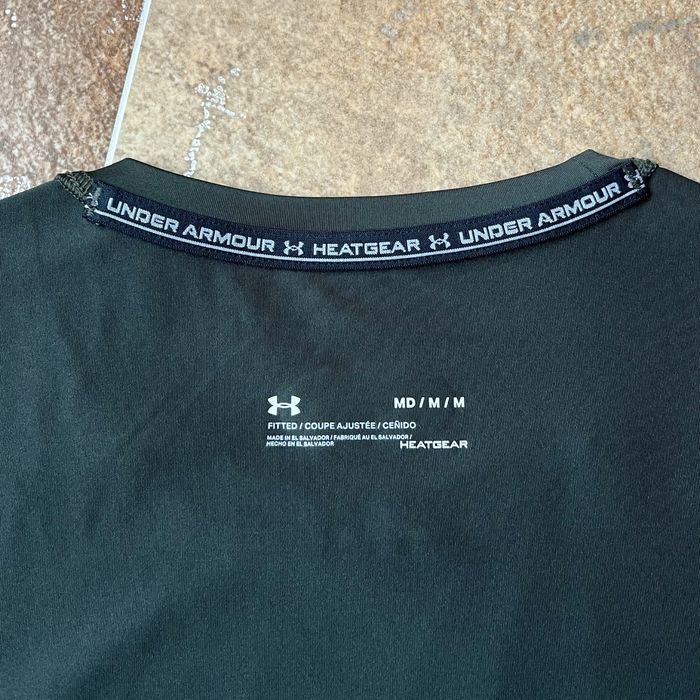 UNDER ARMOUR HEATGEAR UNDER ARMOUR
MD / M / M
FITTED / COUPE AJUSTÉE / CEÑIDO
MADE IN EL SALVADOR / FABRIQUÉ AU EL SALVADOR /
HECHO EN EL SALVADOR
HEATGEAR